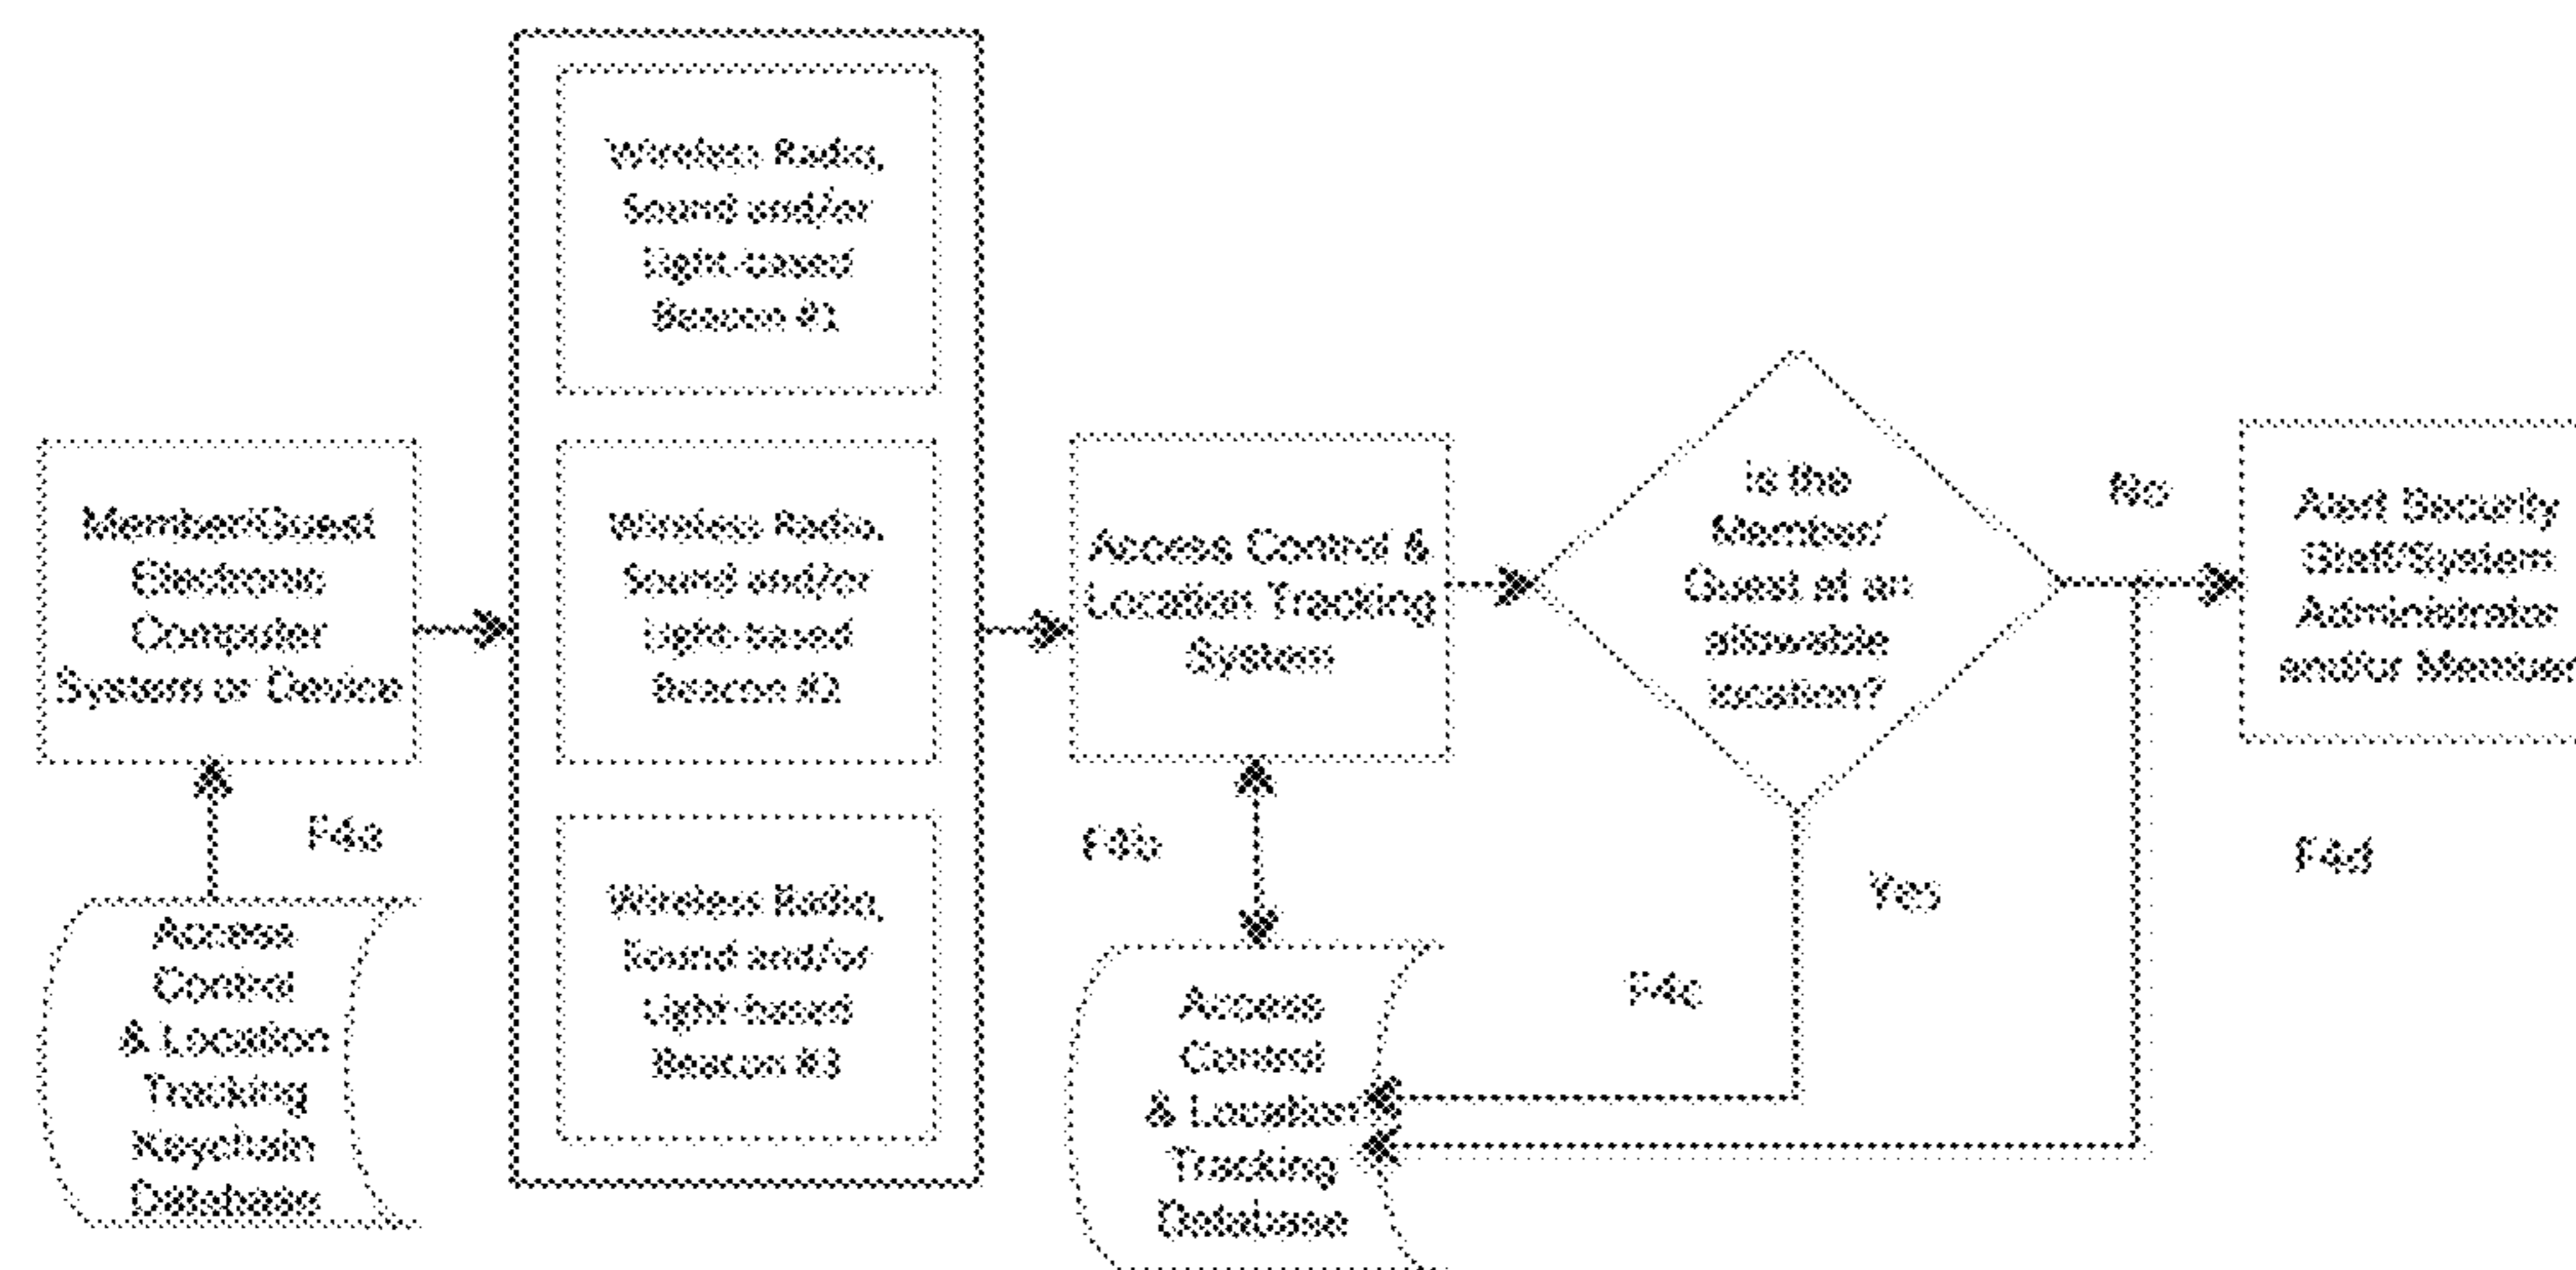 Wireless Radio,
Sound and/or
Light-based
Beacon #1
Member/Guest
Electronic
Computer
System or Device
Wireless Radio,
Sound and/or
Light-based
Beacon #2
Access Control &
Location Tracking
System
Is the
Member/
Guest at an
allowable
location?
No
Alert Security
Staff/System
Administrator
and/or Member
F4a
F4b
Yes
F4d
Access
Control
& Location
Tracking
Keychain
Database
Wireless Radio,
Sound and/or
Light-based
Beacon #3
F4c
Access
Control
& Location
Tracking
Database